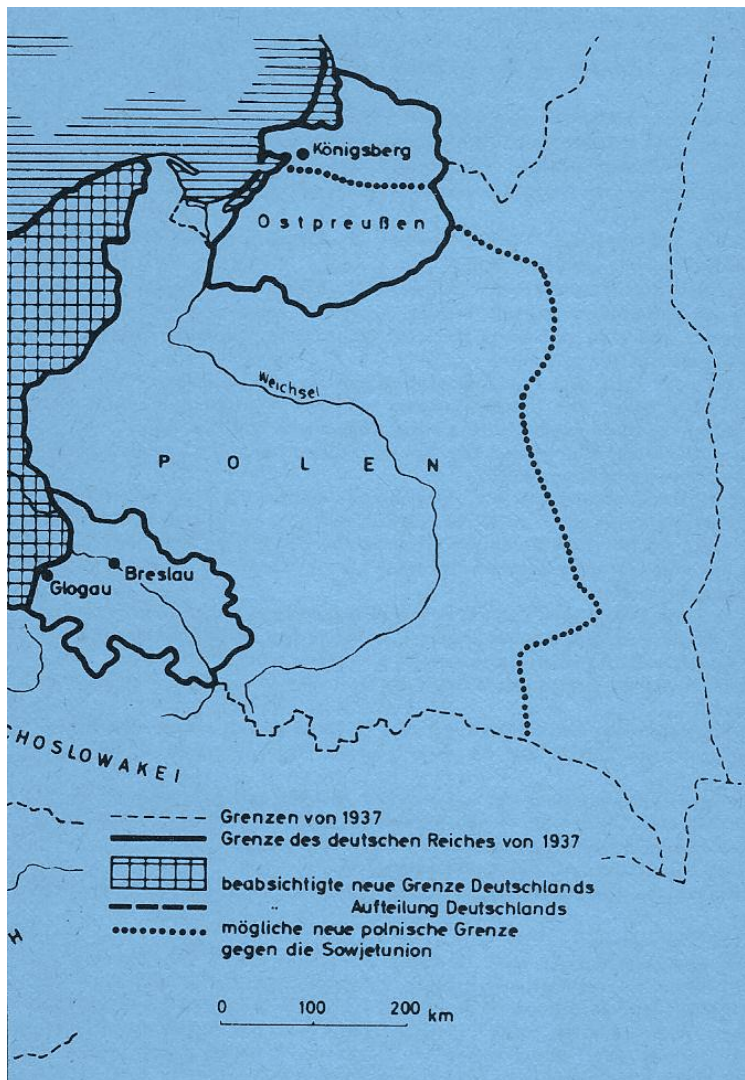 Königsberg
Ostpreußen
Weichsel
POLEN
Breslau
Glogau
CHOSLOWAKEI
Grenzen von 1937
Grenze des deutschen Reiches von 1937
beabsichtigte neue Grenze Deutschlands
" Aufteilung Deutschlands
mögliche neue polnische Grenze
gegen die Sowjetunion
H
0 100 200 km